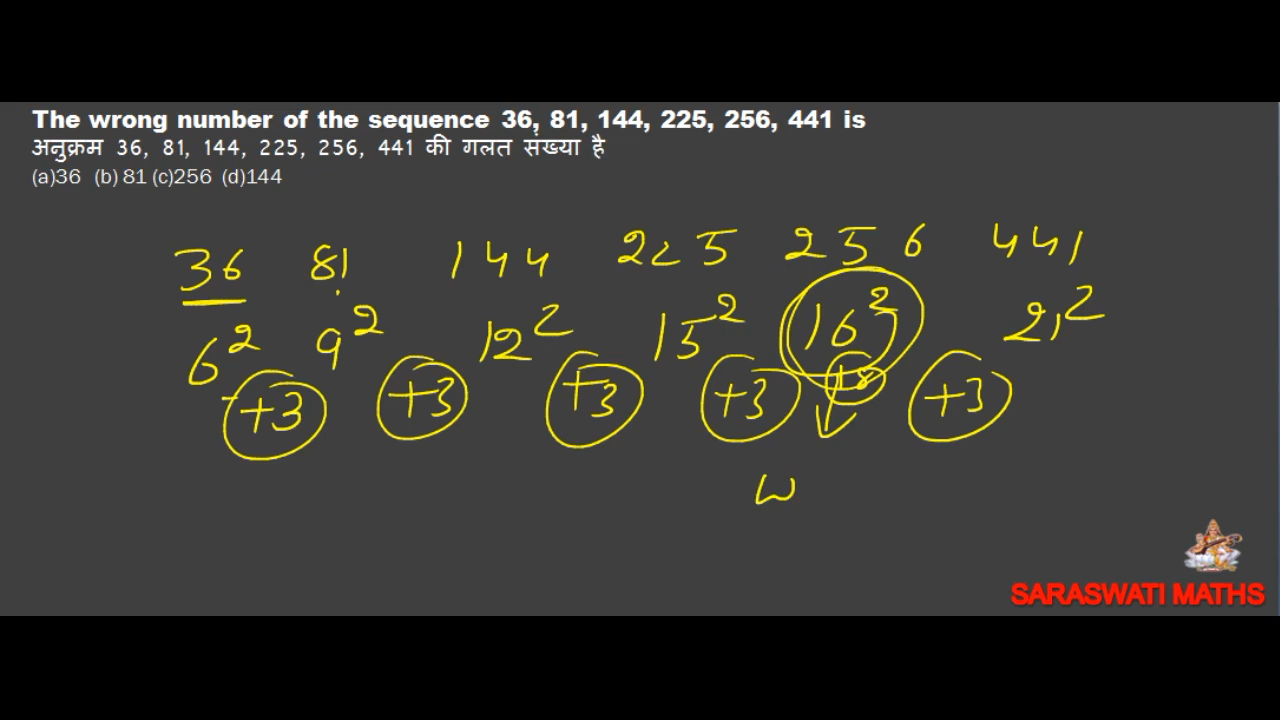 The wrong number of the sequence 36, 81, 144, 225, 256, 441 is
अनुक्रम 36, 81, 144, 225, 256, 441 की गलत संख्या है
(a)36 (b) 81 (c)256 (d)144
36 81 144 225 256 441
6² 9² 12² 15² 16² 21²
+3 +3 +3 +3 18 +3
W
SARASWATI MATHS